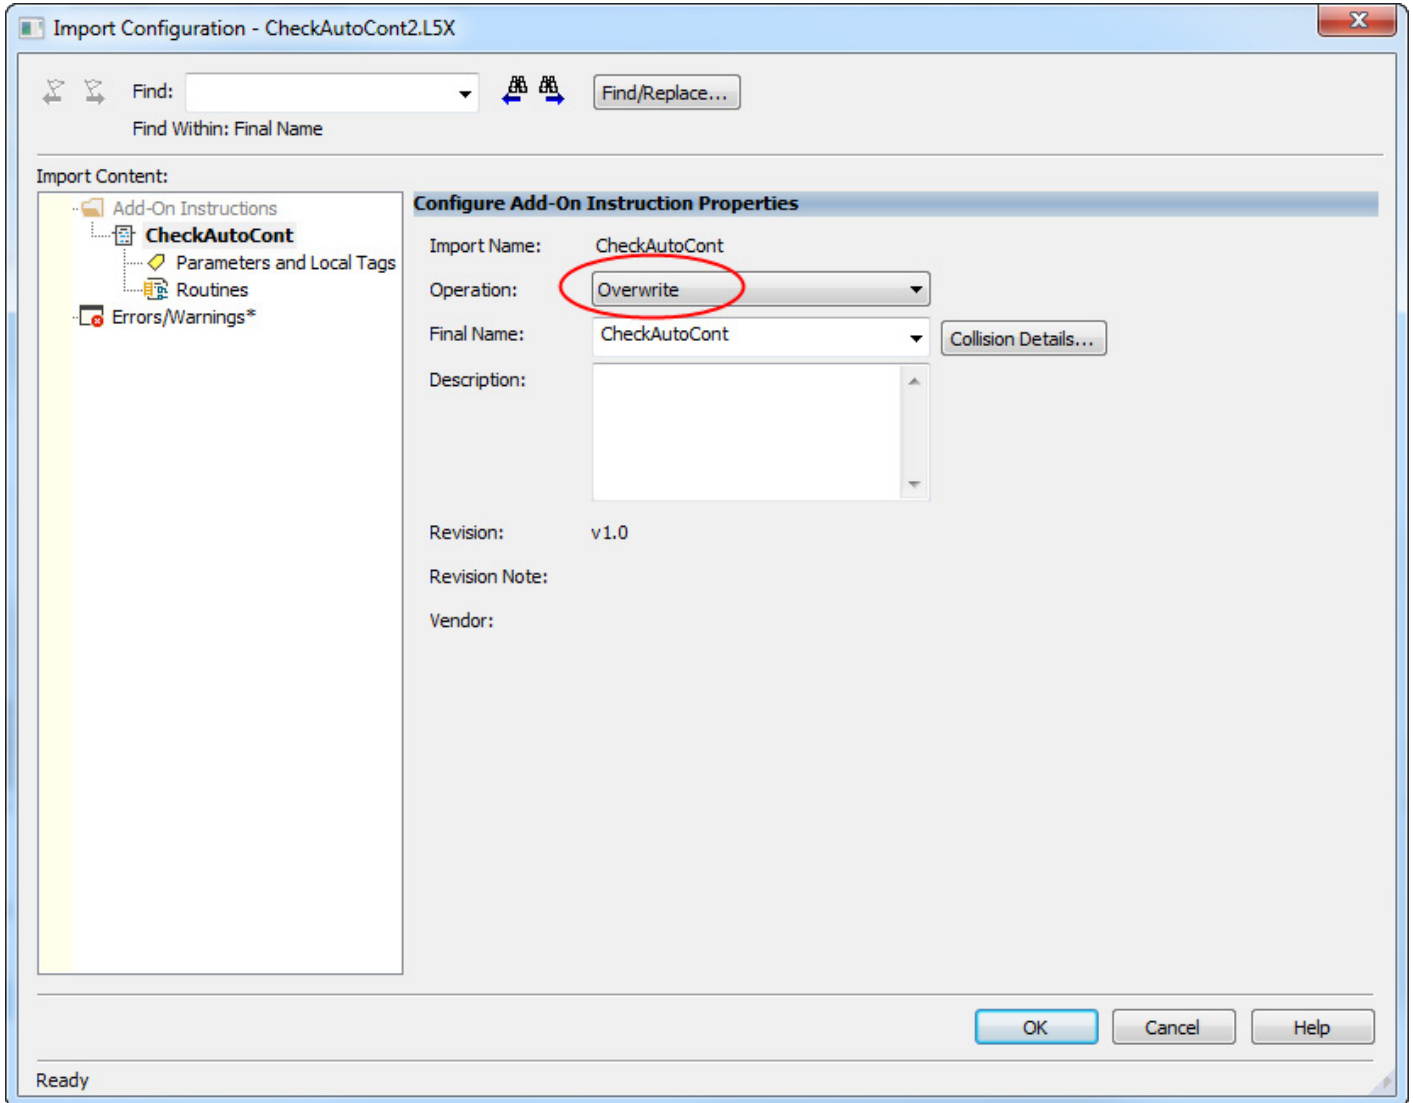 Import Configuration - CheckAutoCont2.L5X
Find:
Find/Replace...
Find Within: Final Name
Import Content:
Add-On Instructions
CheckAutoCont
Parameters and Local Tags
Routines
Errors/Warnings*
Configure Add-On Instruction Properties
Import Name: CheckAutoCont
Operation: Overwrite
Final Name: CheckAutoCont Collision Details...
Description:
Revision: v1.0
Revision Note:
Vendor:
OK Cancel Help
Ready